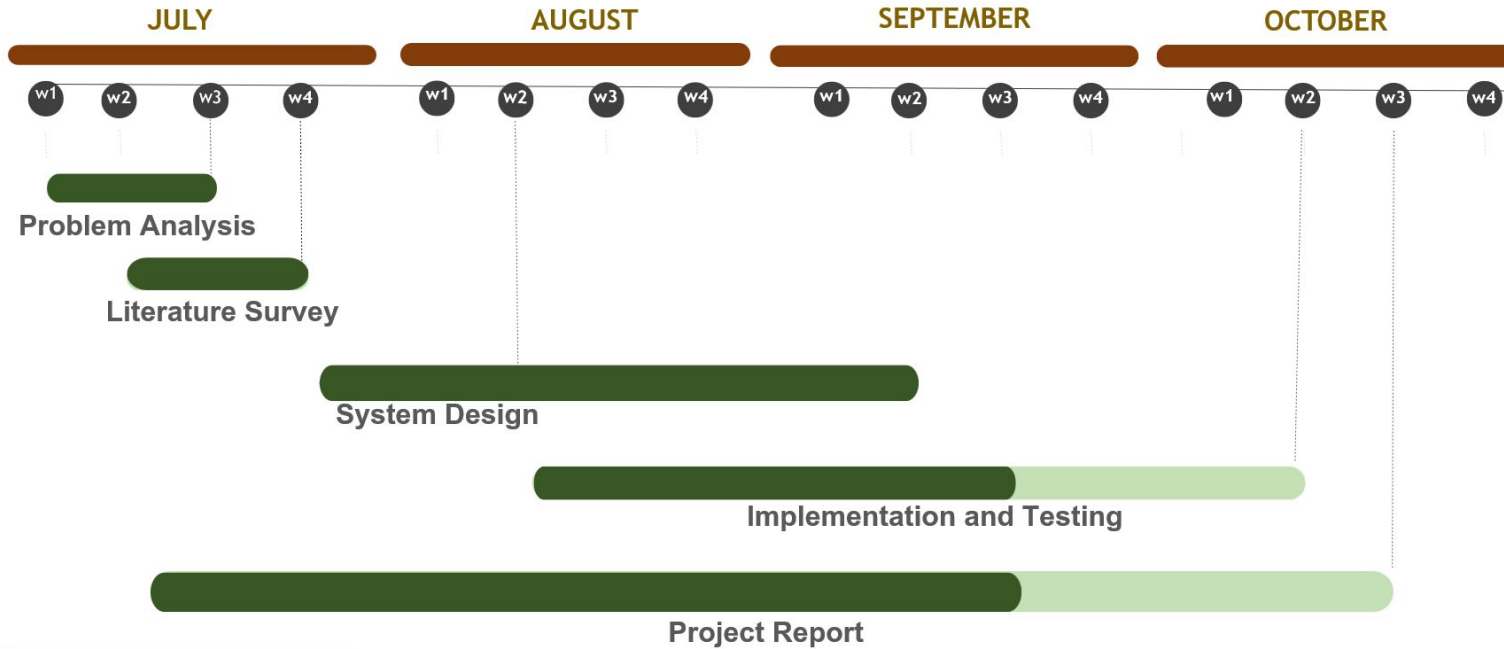 JULY AUGUST SEPTEMBER OCTOBER
w1 w2 w3 w4 w1 w2 w3 w4 w1 w2 w3 w4 w1 w2 w3 w4
Problem Analysis
Literature Survey
System Design
Implementation and Testing
Project Report